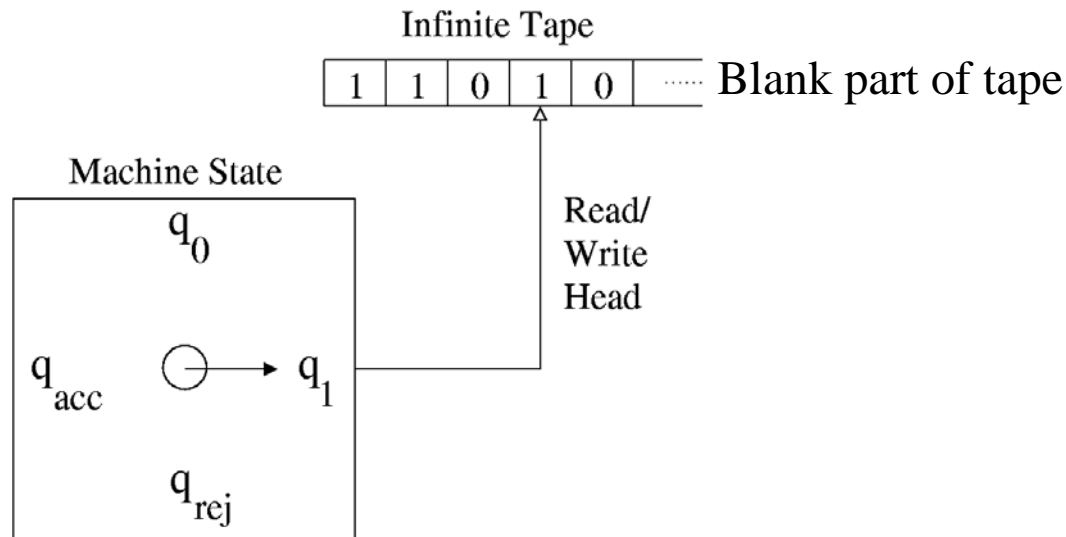 Infinite Tape
1 1 0 1 0 ...... Blank part of tape
Machine State
q0
Read/
Write
Head
qacc q1
qrej